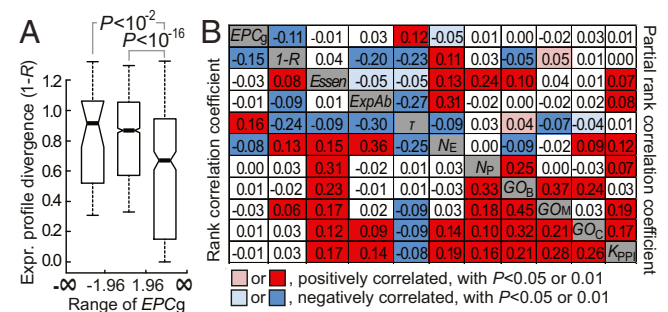 A
P<10-2
P<10-16
Expr. profile divergence (1-R)
1.2
1.0
0.8
0.6
0.4
0.2
0.0
-∞ -1.96 1.96 ∞
Range of EPCg
B
Rank correlation coefficient
Partial rank correlation coefficient
EPCg -0.11 -0.01 0.03 0.12 -0.05 0.01 0.00 -0.02 0.03 0.01
-0.15 1-R 0.04 -0.20 -0.23 0.11 0.03 -0.05 0.05 0.01 0.00
-0.03 0.08 Essen -0.05 -0.05 0.13 0.24 0.10 0.04 0.01 0.07
-0.01 -0.09 0.01 ExpAb -0.27 0.31 -0.02 0.02 -0.02 0.02 0.08
0.16 -0.24 -0.09 -0.30 τ -0.09 0.03 0.04 -0.07 -0.04 0.01
-0.08 0.13 0.15 0.36 -0.25 NE 0.00 -0.09 -0.02 0.09 0.12
0.00 0.03 0.31 -0.02 -0.01 0.03 NP 0.25 0.00 -0.03 0.07
0.01 -0.02 0.23 -0.01 0.01 -0.03 0.33 GOB 0.37 0.24 0.03
-0.03 0.06 0.17 0.02 -0.09 0.03 0.18 0.45 GOM 0.03 0.19
0.01 0.03 0.12 0.09 -0.09 0.14 0.10 0.32 0.21 GOC 0.17
-0.01 0.03 0.17 0.14 -0.08 0.19 0.16 0.21 0.28 0.26 KPPI
or , positively correlated, with P<0.05 or 0.01
or , negatively correlated, with P<0.05 or 0.01